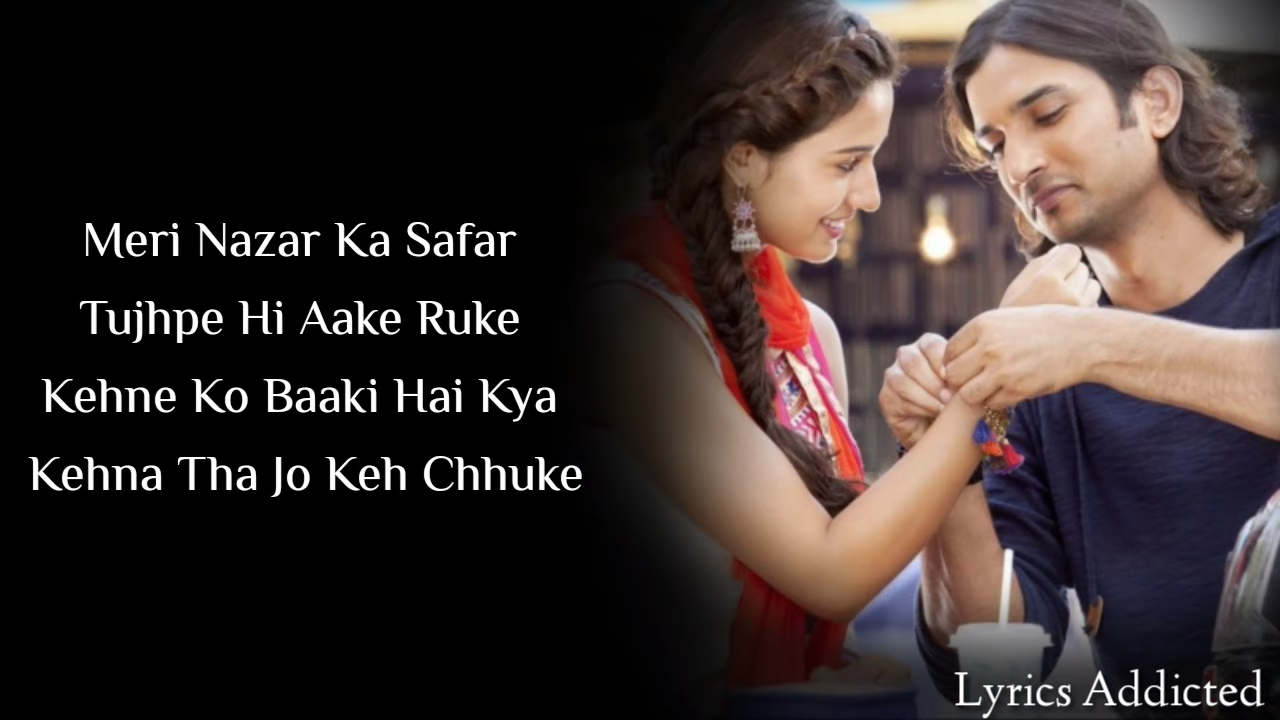 Meri Nazar Ka Safar
Tujhpe Hi Aake Ruke
Kehne Ko Baaki Hai Kya
Kehna Tha Jo Keh Chhuke
Lyrics Addicted